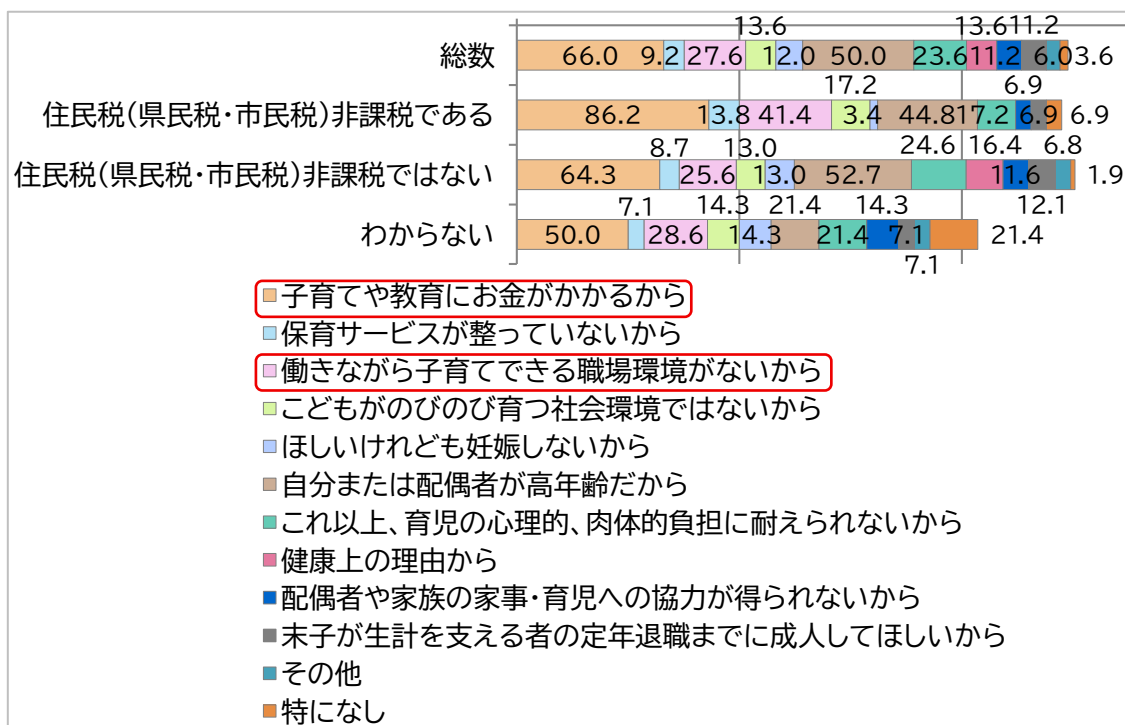 13.6 13.6 11.2
総数 66.0 9.2 27.6 12.0 50.0 23.6 11.2 6.0 3.6
17.2 6.9
住民税(県民税・市民税)非課税である 86.2 13.8 41.4 3.4 44.8 17.2 6.9 6.9
8.7 13.0 24.6 16.4 6.8
住民税(県民税・市民税)非課税ではない 64.3 25.6 13.0 52.7 11.6 1.9
7.1 14.3 21.4 14.3 12.1
わからない 50.0 28.6 14.3 21.4 7.1 21.4
7.1
子育てや教育にお金がかかるから
保育サービスが整っていないから
働きながら子育てできる職場環境がないから
こどもがのびのび育つ社会環境ではないから
ほしいけれども妊娠しないから
自分または配偶者が高年齢だから
これ以上、育児の心理的、肉体的負担に耐えられないから
健康上の理由から
配偶者や家族の家事・育児への協力が得られないから
末子が生計を支える者の定年退職までに成人してほしいから
その他
特になし